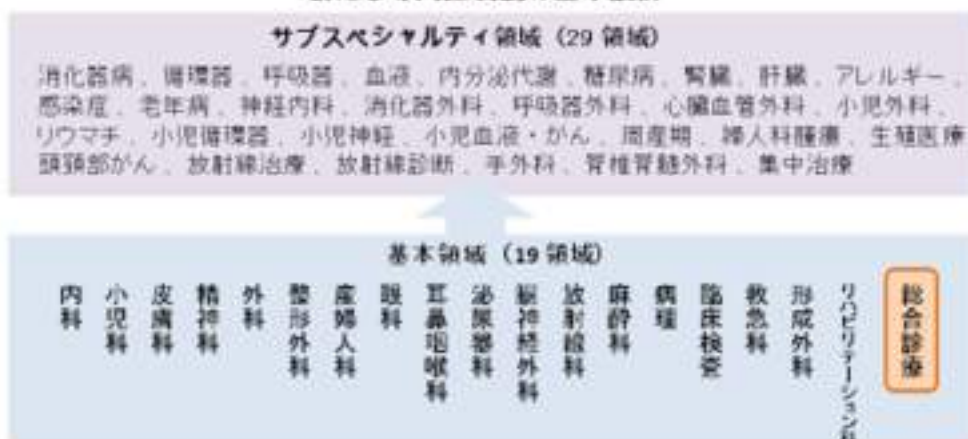 サブスペシャルティ領域（29 領域）
消化器病、循環器、呼吸器、血液、内分泌代謝、糖尿病、腎臓、肝臓、アレルギー、
感染症、老年病、神経内科、消化器外科、呼吸器外科、心臓血管外科、小児外科、
リウマチ、小児循環器、小児神経、小児血液・がん、周産期、婦人科腫瘍、生殖医療
頭頸部がん、放射線治療、放射線診断、手外科、脊椎脊髄外科、集中治療
基本領域（19 領域）
内科
小児科
皮膚科
精神科
外科
整形外科
産婦人科
眼科
耳鼻咽喉科
泌尿器科
脳神経外科
放射線科
麻酔科
病理
臨床検査
救急科
形成外科
リハビリテーション科
総合診療